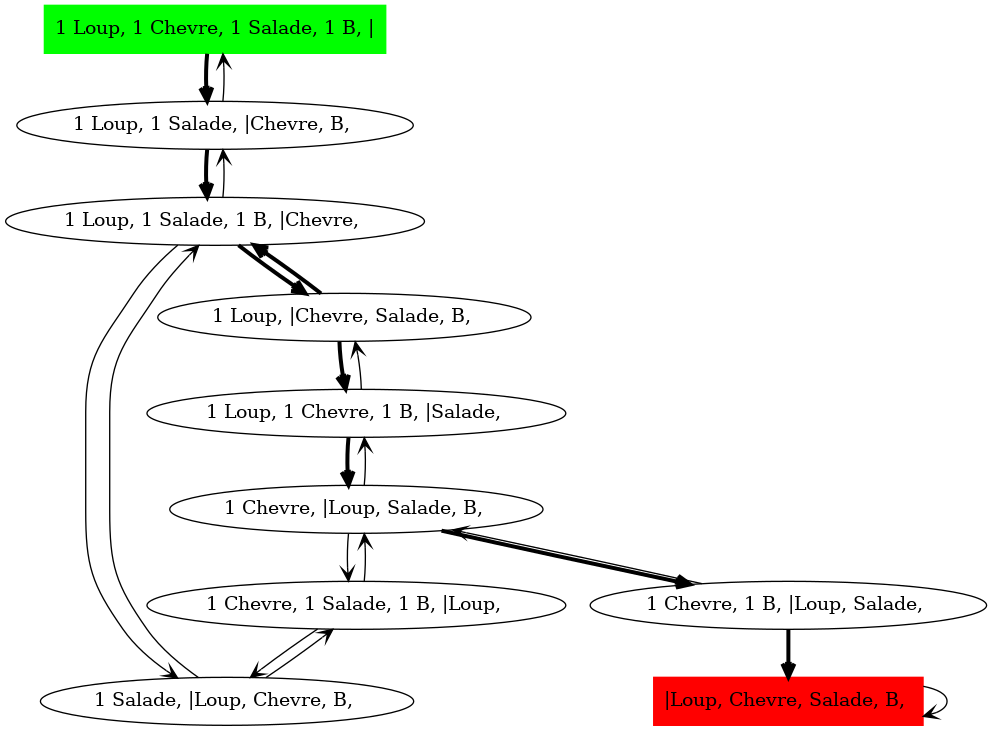 1 Loup, 1 Chevre, 1 Salade, 1 B, |
1 Loup, 1 Salade, |Chevre, B,
1 Loup, 1 Salade, 1 B, |Chevre,
1 Loup, |Chevre, Salade, B,
1 Loup, 1 Chevre, 1 B, |Salade,
1 Chevre, |Loup, Salade, B,
1 Chevre, 1 Salade, 1 B, |Loup,
1 Chevre, 1 B, |Loup, Salade,
1 Salade, |Loup, Chevre, B,
|Loup, Chevre, Salade, B,